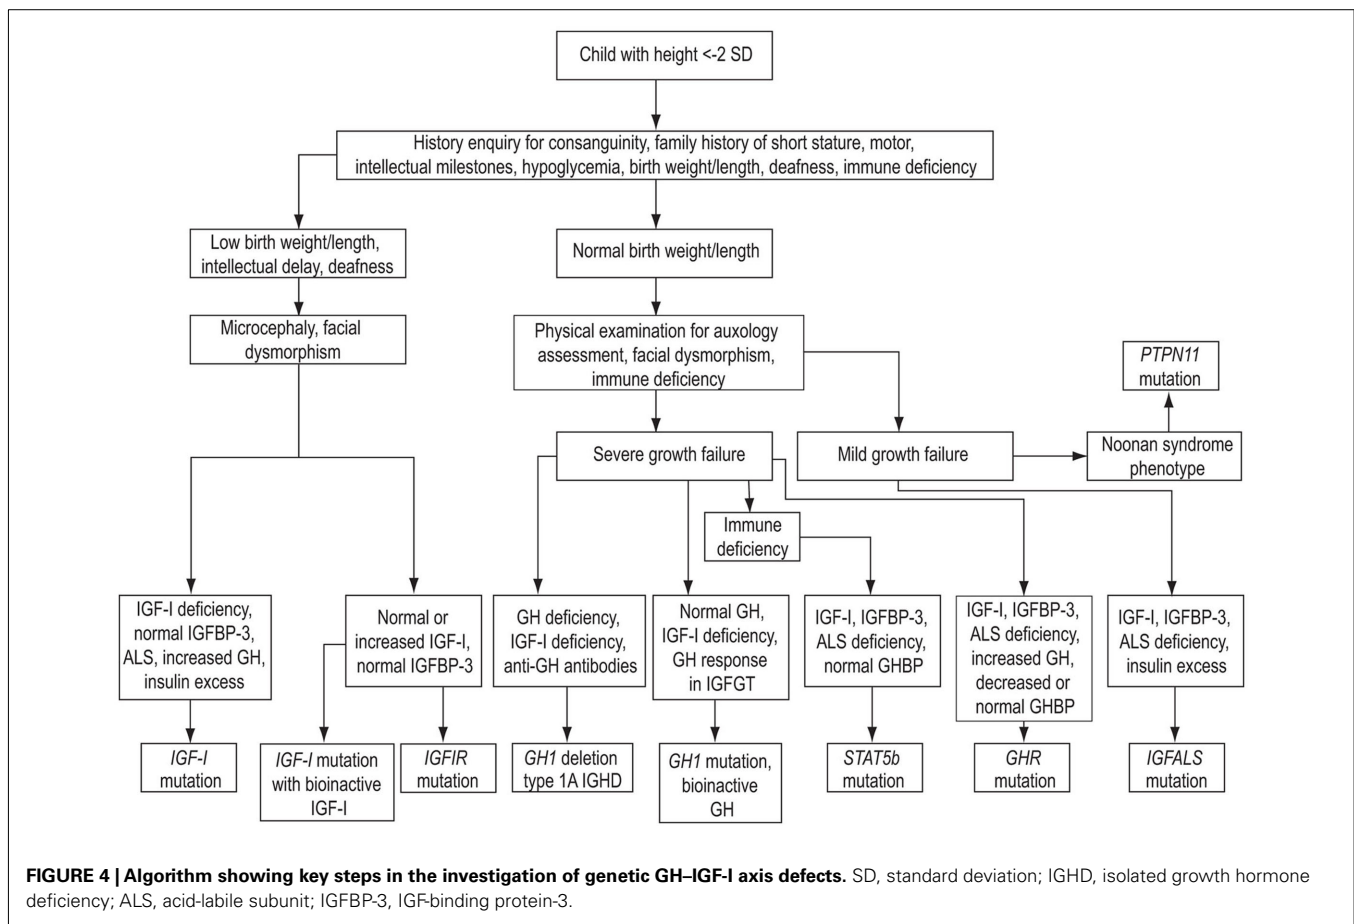 Child with height <-2 SD
History enquiry for consanguinity, family history of short stature, motor,
intellectual milestones, hypoglycemia, birth weight/length, deafness, immune deficiency
Low birth weight/length,
intellectual delay, deafness
Normal birth weight/length
Microcephaly, facial
dysmorphism
Physical examination for auxology
assessment, facial dysmorphism,
immune deficiency
PTPN11
mutation
Severe growth failure
Mild growth failure
Noonan syndrome
phenotype
Immune
deficiency
IGF-I deficiency,
normal IGFBP-3,
ALS, increased GH,
insulin excess
Normal or
increased IGF-I,
normal IGFBP-3
GH deficiency,
IGF-I deficiency,
anti-GH antibodies
Normal GH,
IGF-I deficiency,
GH response
in IGFGT
IGF-I, IGFBP-3,
ALS deficiency,
normal GHBP
IGF-I, IGFBP-3,
ALS deficiency,
increased GH,
decreased or
normal GHBP
IGF-I, IGFBP-3,
ALS deficiency,
insulin excess
IGF-I
mutation
IGF-I mutation
with bioinactive
IGF-I
IGFIR
mutation
GH1 deletion
type 1A IGHD
GH1 mutation,
bioinactive
GH
STAT5b
mutation
GHR
mutation
IGFALS
mutation
FIGURE 4 | Algorithm showing key steps in the investigation of genetic GH–IGF-I axis defects. SD, standard deviation; IGHD, isolated growth hormone
deficiency; ALS, acid-labile subunit; IGFBP-3, IGF-binding protein-3.